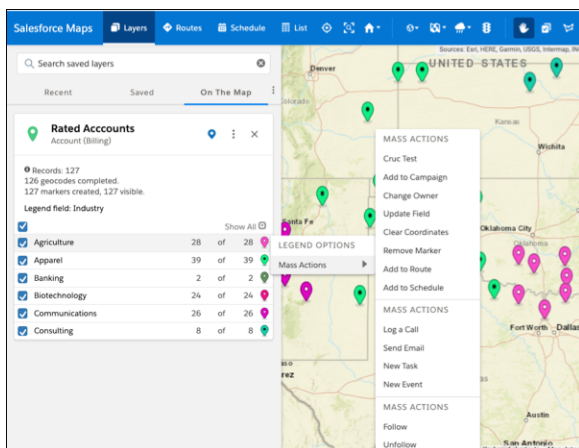 Salesforce Maps
Layers
Routes
Schedule
List
Search saved layers
Recent
Saved
On The Map
Rated Acccounts
Account (Billing)
Records: 127
126 geocodes completed.
127 markers created, 127 visible.
Legend field: Industry
Show All
Agriculture 28 of 28
Apparel 39 of 39
Banking 2 of 2
Biotechnology 24 of 24
Communications 26 of 26
Consulting 8 of 8
LEGEND OPTIONS
Mass Actions
MASS ACTIONS
Cruc Test
Add to Campaign
Change Owner
Update Field
Clear Coordinates
Remove Marker
Add to Route
Add to Schedule
MASS ACTIONS
Log a Call
Send Email
New Task
New Event
MASS ACTIONS
Follow
Unfollow
Sources: Esri, HERE, Garmin, USGS, Intermap, IN
UNITED STATES
Denver
Colorado
Kansas
Wichita
Santa Fe
Oklahoma City
Oklahoma
Fort Worth
Dallas
Austin
San Antonio